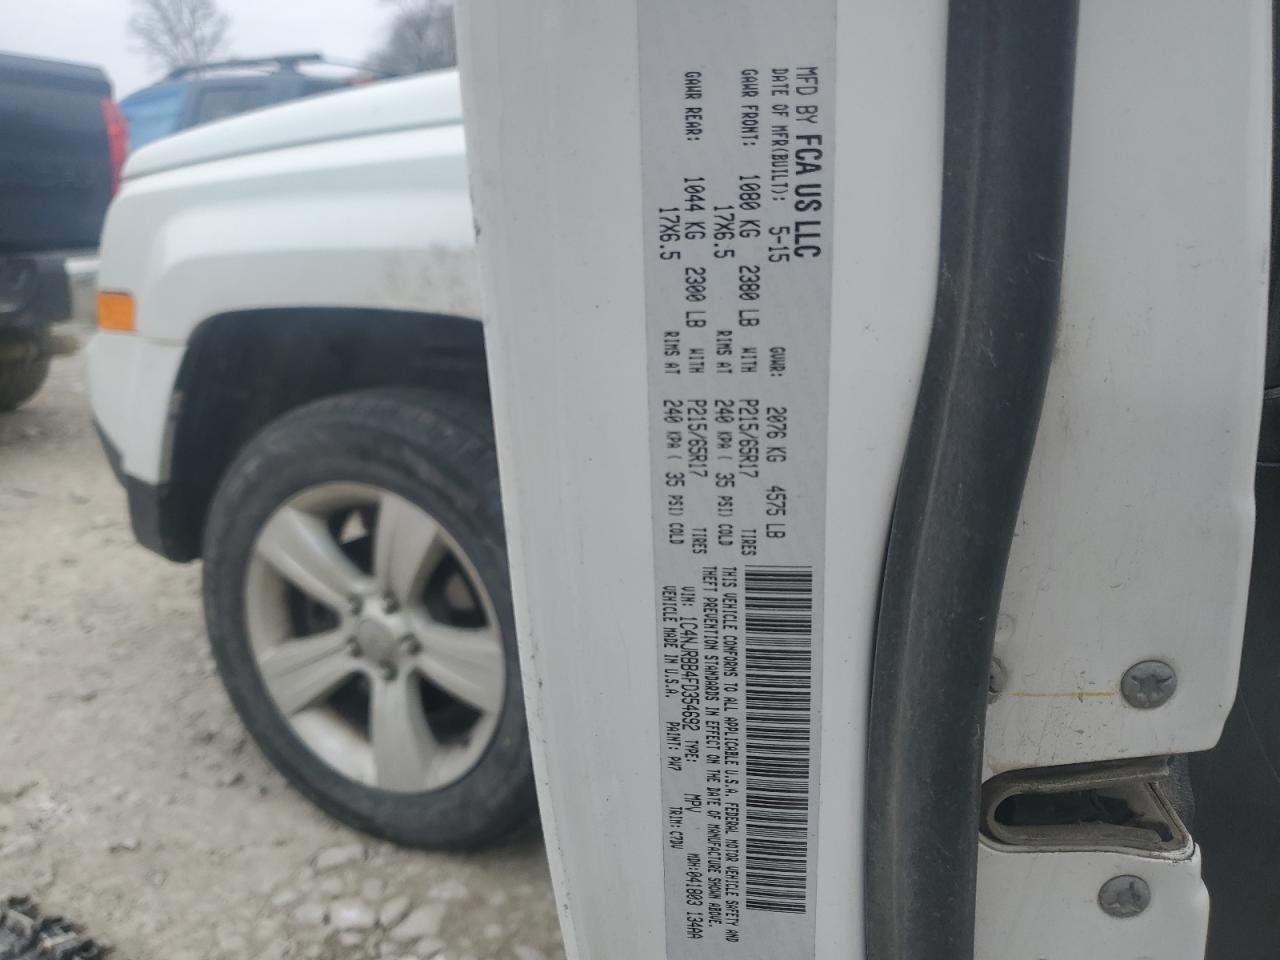 MFD BY FCA US LLC
DATE OF MFR(BUILT): 5-15 GVWR: 2076 KG 4575 LB
GAWR FRONT: 1080 KG 2380 LB WITH P215/65R17 TIRES
17X6.5 RIMS AT 240 KPA ( 35 PSI) COLD
GAWR REAR: 1044 KG 2300 LB WITH P215/65R17 TIRES
17X6.5 RIMS AT 240 KPA ( 35 PSI) COLD
THIS VEHICLE CONFORMS TO ALL APPLICABLE U.S.A. FEDERAL MOTOR VEHICLE SAFETY AND
THEFT PREVENTION STANDARDS IN EFFECT ON THE DATE OF MANUFACTURE SHOWN ABOVE.
VIN: 1C4NJRBB4FD354692 TYPE: MPV MDH:041803 134AA
VEHICLE MADE IN U.S.A. PAINT: PW7 TRIM: C7DV